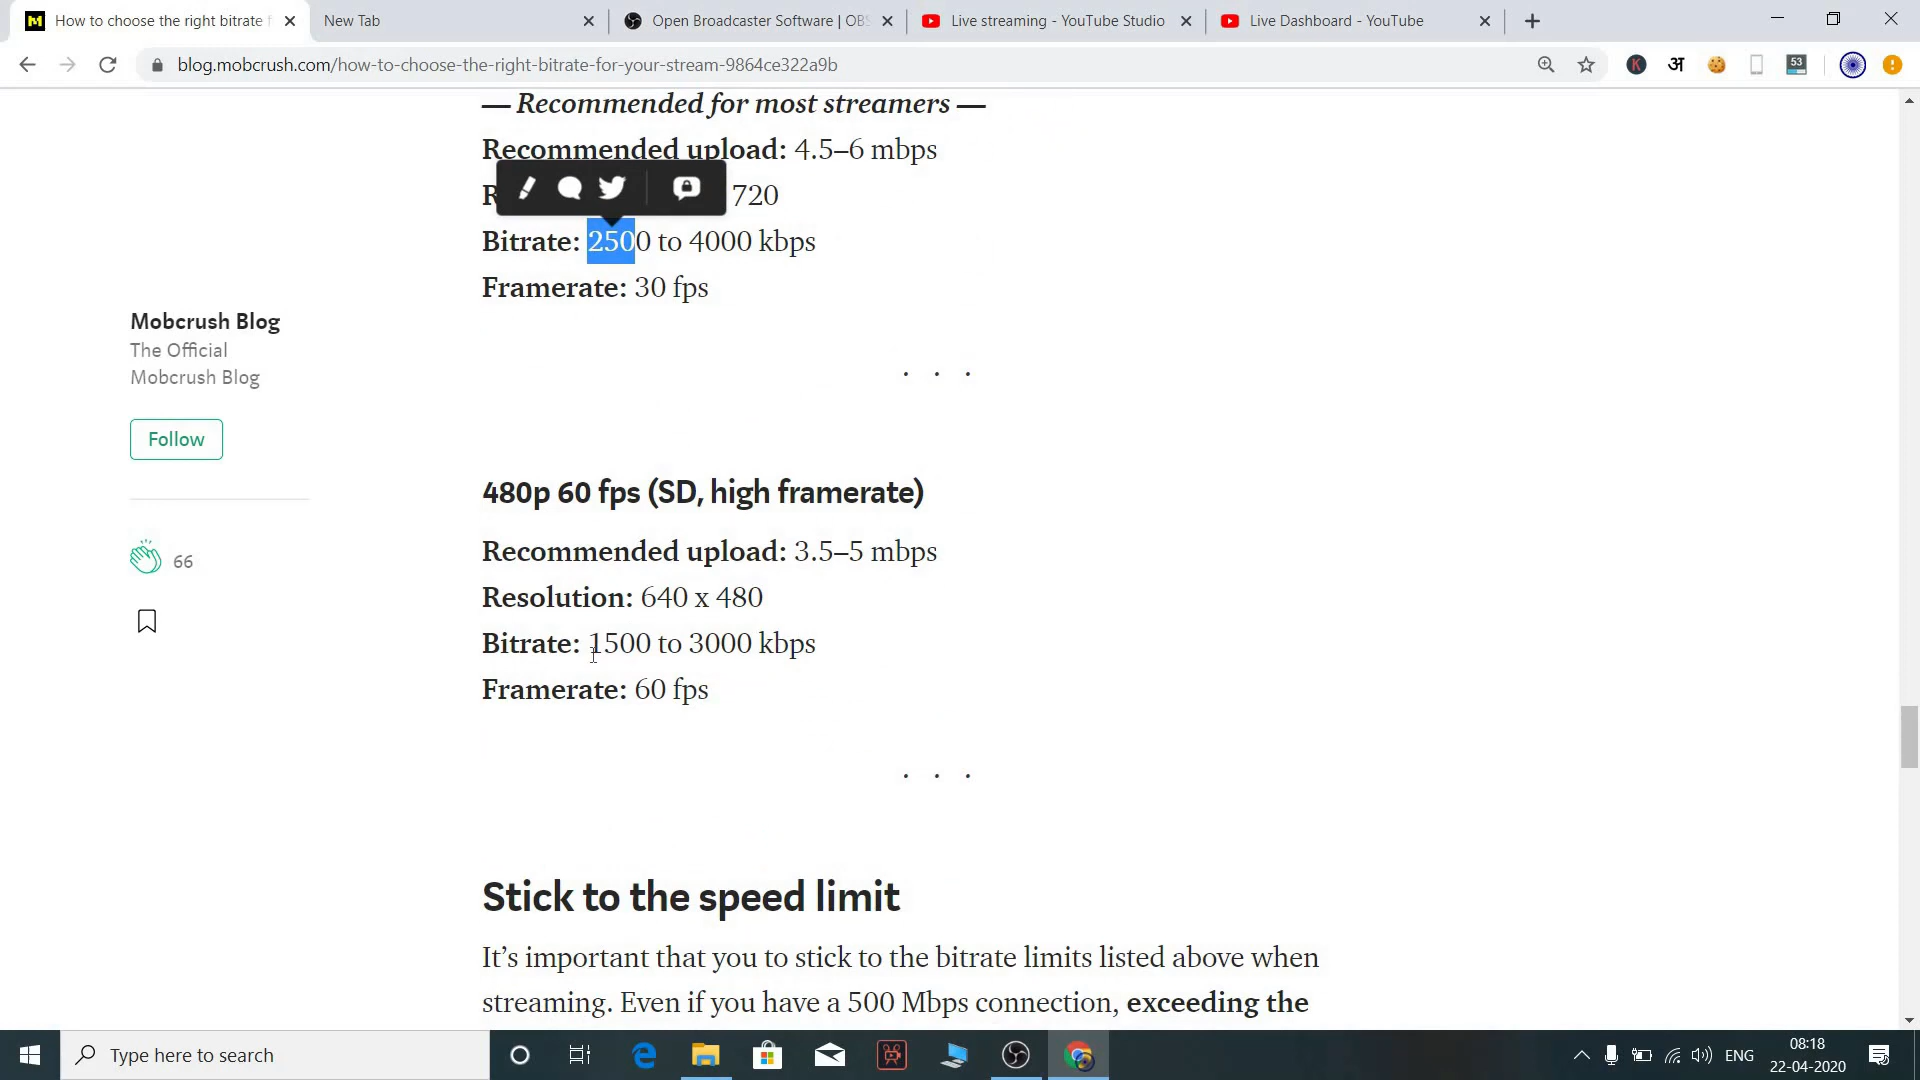 How to choose the right bitrate f
New Tab
Open Broadcaster Software | OBS
Live streaming - YouTube Studio
Live Dashboard - YouTube
blog.mobcrush.com/how-to-choose-the-right-bitrate-for-your-stream-9864ce322a9b
K
अ
53
— Recommended for most streamers —
Recommended upload: 4.5–6 mbps
R 720
Bitrate: 2500 to 4000 kbps
Framerate: 30 fps
Mobcrush Blog
The Official
Mobcrush Blog
Follow
66
. . .
480p 60 fps (SD, high framerate)
Recommended upload: 3.5–5 mbps
Resolution: 640 x 480
Bitrate: 1500 to 3000 kbps
Framerate: 60 fps
. . .
Stick to the speed limit
It’s important that you to stick to the bitrate limits listed above when
streaming. Even if you have a 500 Mbps connection, exceeding the
Type here to search
ENG
08:18
22-04-2020